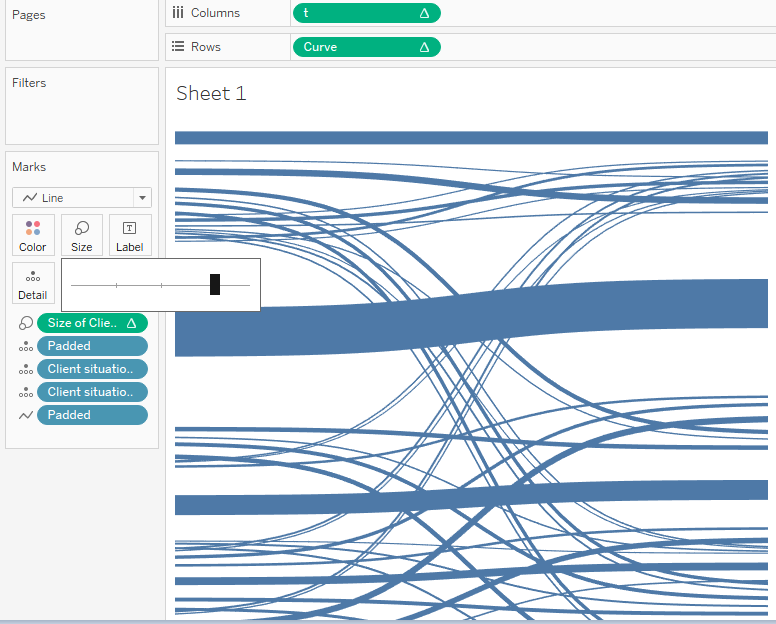 Pages
Columns
t
Rows
Curve
Filters
Sheet 1
Marks
Line
Color
Size
Label
Detail
Size of Clie..
Padded
Client situatio..
Client situatio..
Padded